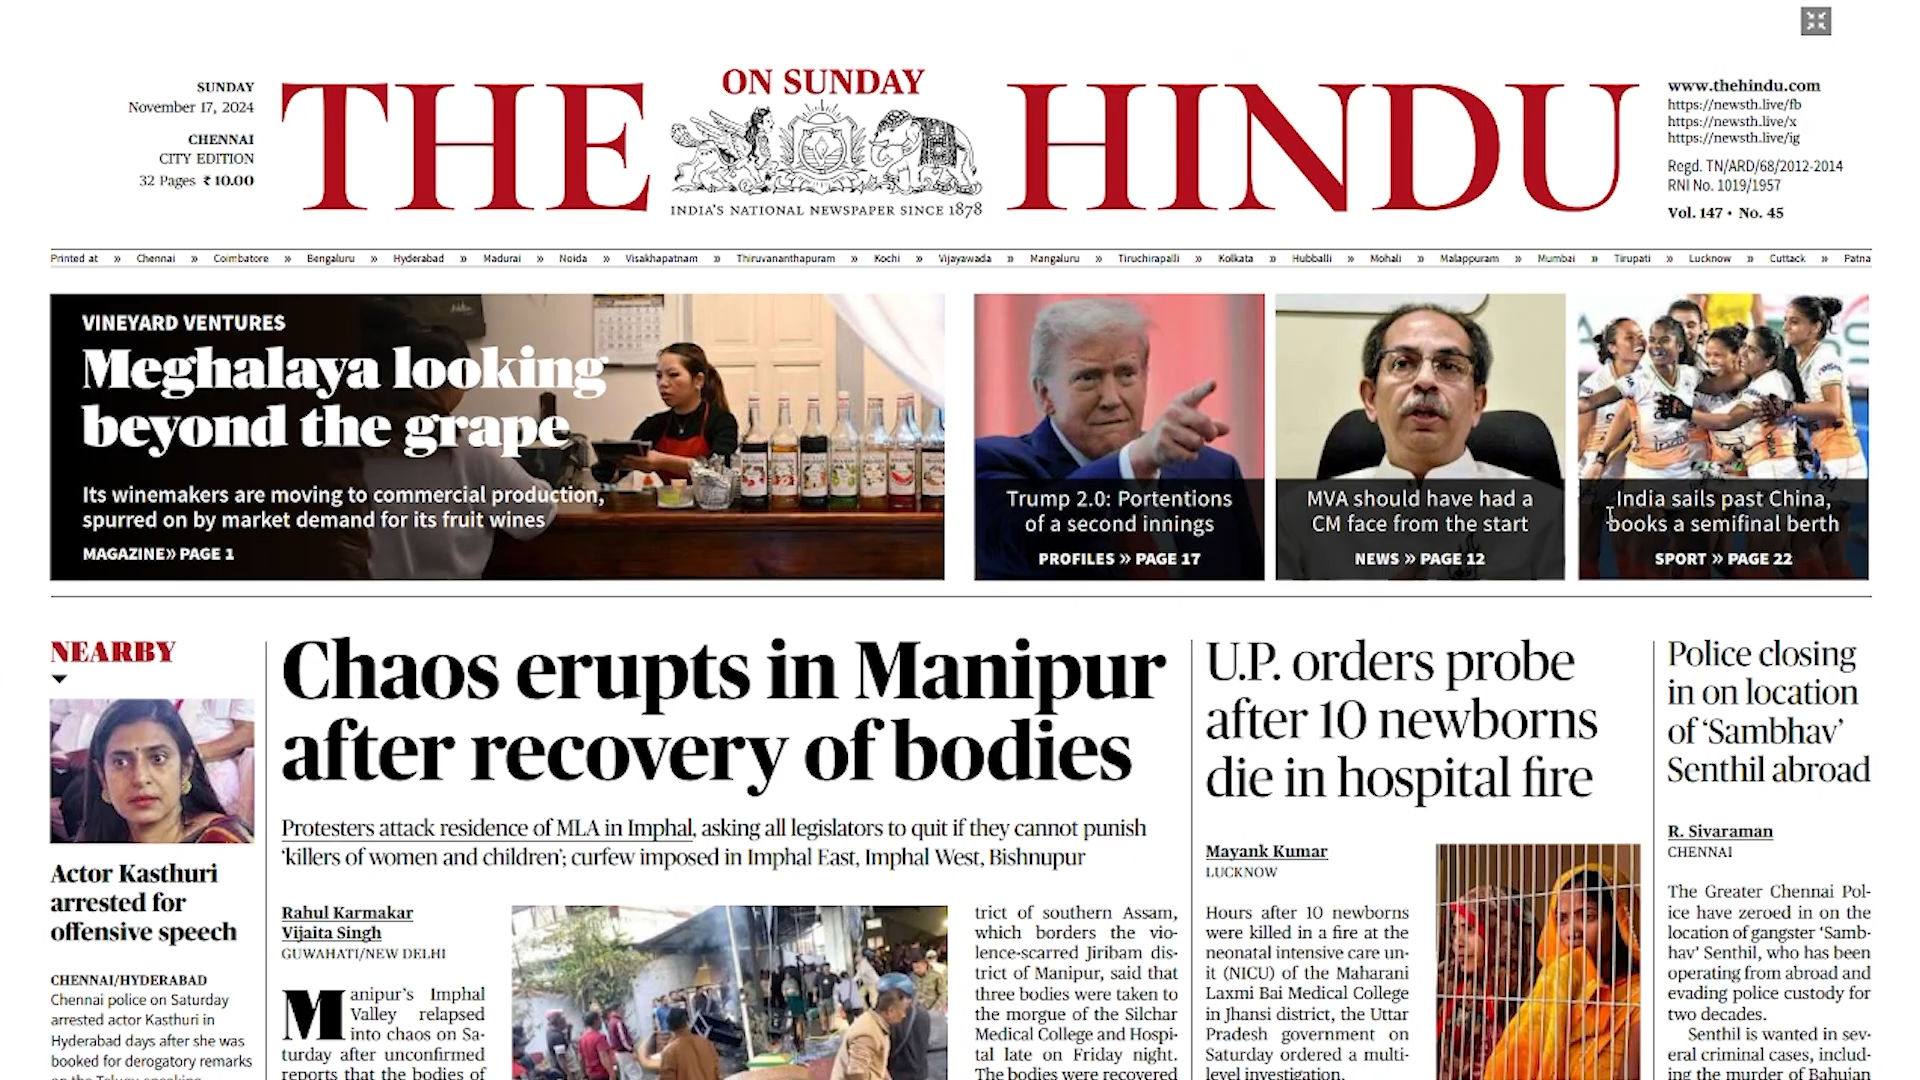 SUNDAY
November 17, 2024
CHENNAI
CITY EDITION
32 Pages ₹ 10.00
THE HINDU
ON SUNDAY
INDIA'S NATIONAL NEWSPAPER SINCE 1878
www.thehindu.com
https://newsth.live/fb
https://newsth.live/x
https://newsth.live/ig
Regd. TN/ARD/68/2012-2014
RNI No. 1019/1957
Vol. 147 • No. 45
Printed at » Chennai » Coimbatore » Bengaluru » Hyderabad » Madurai » Noida » Visakhapatnam » Thiruvananthapuram » Kochi » Vijayawada » Mangaluru » Tiruchirapalli » Kolkata » Hubballi » Mohali » Malappuram » Mumbai » Tirupati » Lucknow » Cuttack » Patna
VINEYARD VENTURES
Meghalaya looking
beyond the grape
Its winemakers are moving to commercial production,
spurred on by market demand for its fruit wines
MAGAZINE» PAGE 1
Trump 2.0: Portentions
of a second innings
PROFILES » PAGE 17
MVA should have had a
CM face from the start
NEWS » PAGE 12
India sails past China,
books a semifinal berth
SPORT » PAGE 22
NEARBY
Actor Kasthuri
arrested for
offensive speech
CHENNAI/HYDERABAD
Chennai police on Saturday
arrested actor Kasthuri in
Hyderabad days after she was
booked for derogatory remarks
on the Telugu-speaking
Chaos erupts in Manipur
after recovery of bodies
Protesters attack residence of MLA in Imphal, asking all legislators to quit if they cannot punish
'killers of women and children'; curfew imposed in Imphal East, Imphal West, Bishnupur
Rahul Karmakar
Vijaita Singh
GUWAHATI/NEW DELHI
Manipur's Imphal
Valley relapsed
into chaos on Sa-
turday after unconfirmed
reports that the bodies of
trict of southern Assam,
which borders the vio-
lence-scarred Jiribam dis-
trict of Manipur, said that
three bodies were taken to
the morgue of the Silchar
Medical College and Hospi-
tal late on Friday night.
The bodies were recovered
U.P. orders probe
after 10 newborns
die in hospital fire
Mayank Kumar
LUCKNOW
Hours after 10 newborns
were killed in a fire at the
neonatal intensive care un-
it (NICU) of the Maharani
Laxmi Bai Medical College
in Jhansi district, the Uttar
Pradesh government on
Saturday ordered a multi-
level investigation.
Police closing
in on location
of 'Sambhav'
Senthil abroad
R. Sivaraman
CHENNAI
The Greater Chennai Pol-
ice have zeroed in on the
location of gangster 'Samb-
hav' Senthil, who has been
operating from abroad and
evading police custody for
two decades.
Senthil is wanted in sev-
eral criminal cases, includ-
ing the murder of Bahujan